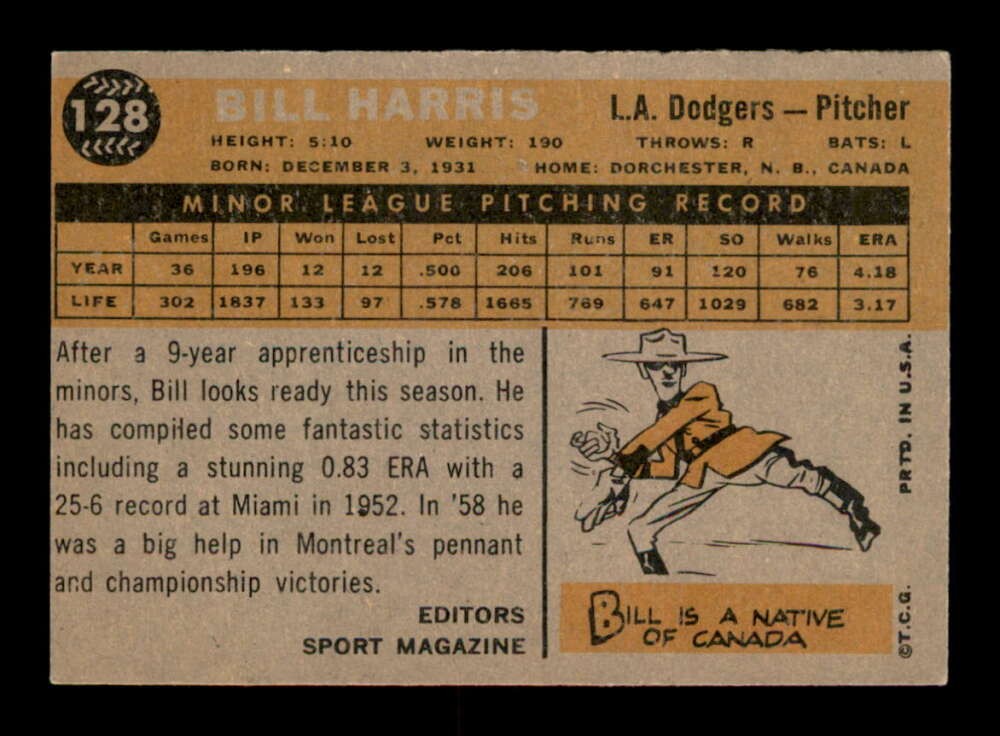 128
BILL HARRIS
L.A. Dodgers — Pitcher
HEIGHT: 5:10 WEIGHT: 190 THROWS: R BATS: L
BORN: DECEMBER 3, 1931 HOME: DORCHESTER, N. B., CANADA
MINOR LEAGUE PITCHING RECORD
Games IP Won Lost Pct Hits Runs ER SO Walks ERA
YEAR 36 196 12 12 .500 206 101 91 120 76 4.18
LIFE 302 1837 133 97 .578 1665 769 647 1029 682 3.17
After a 9-year apprenticeship in the
minors, Bill looks ready this season. He
has compiled some fantastic statistics
including a stunning 0.83 ERA with a
25-6 record at Miami in 1952. In '58 he
was a big help in Montreal's pennant
and championship victories.
EDITORS
SPORT MAGAZINE
BILL IS A NATIVE
OF CANADA
PRTD. IN U.S.A.
©T.C.G.